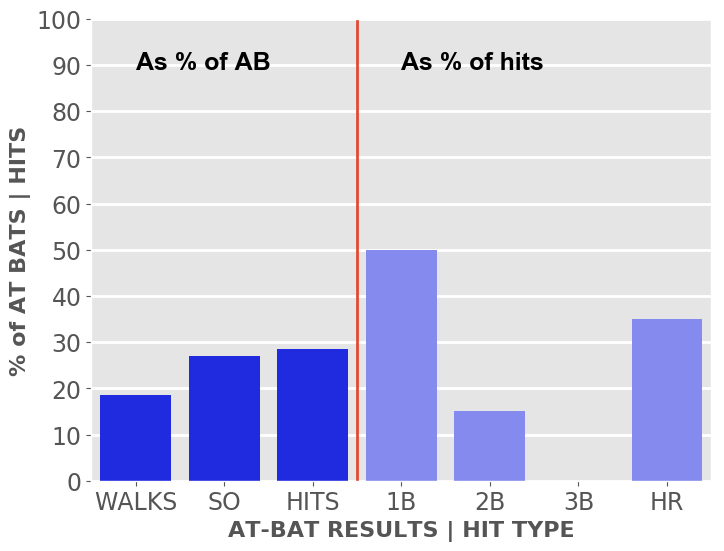 100
90
80
70
60
50
40
30
20
10
0
% of AT BATS | HITS
As % of AB
As % of hits
WALKS SO HITS 1B 2B 3B HR
AT-BAT RESULTS | HIT TYPE